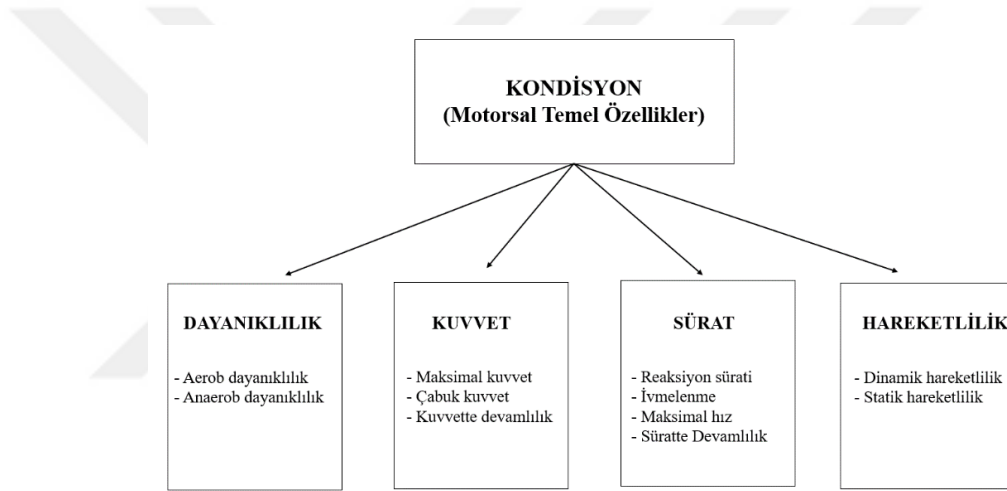 KONDİSYON
(Motorsal Temel Özellikler)
DAYANIKLILIK
- Aerob dayanıklılık
- Anaerob dayanıklılık
KUVVET
- Maksimal kuvvet
- Çabuk kuvvet
- Kuvvette devamlılık
SÜRAT
- Reaksiyon sürati
- İvmelenme
- Maksimal hız
- Süratte Devamlılık
HAREKETLİLİK
- Dinamik hareketlilik
- Statik hareketlilik